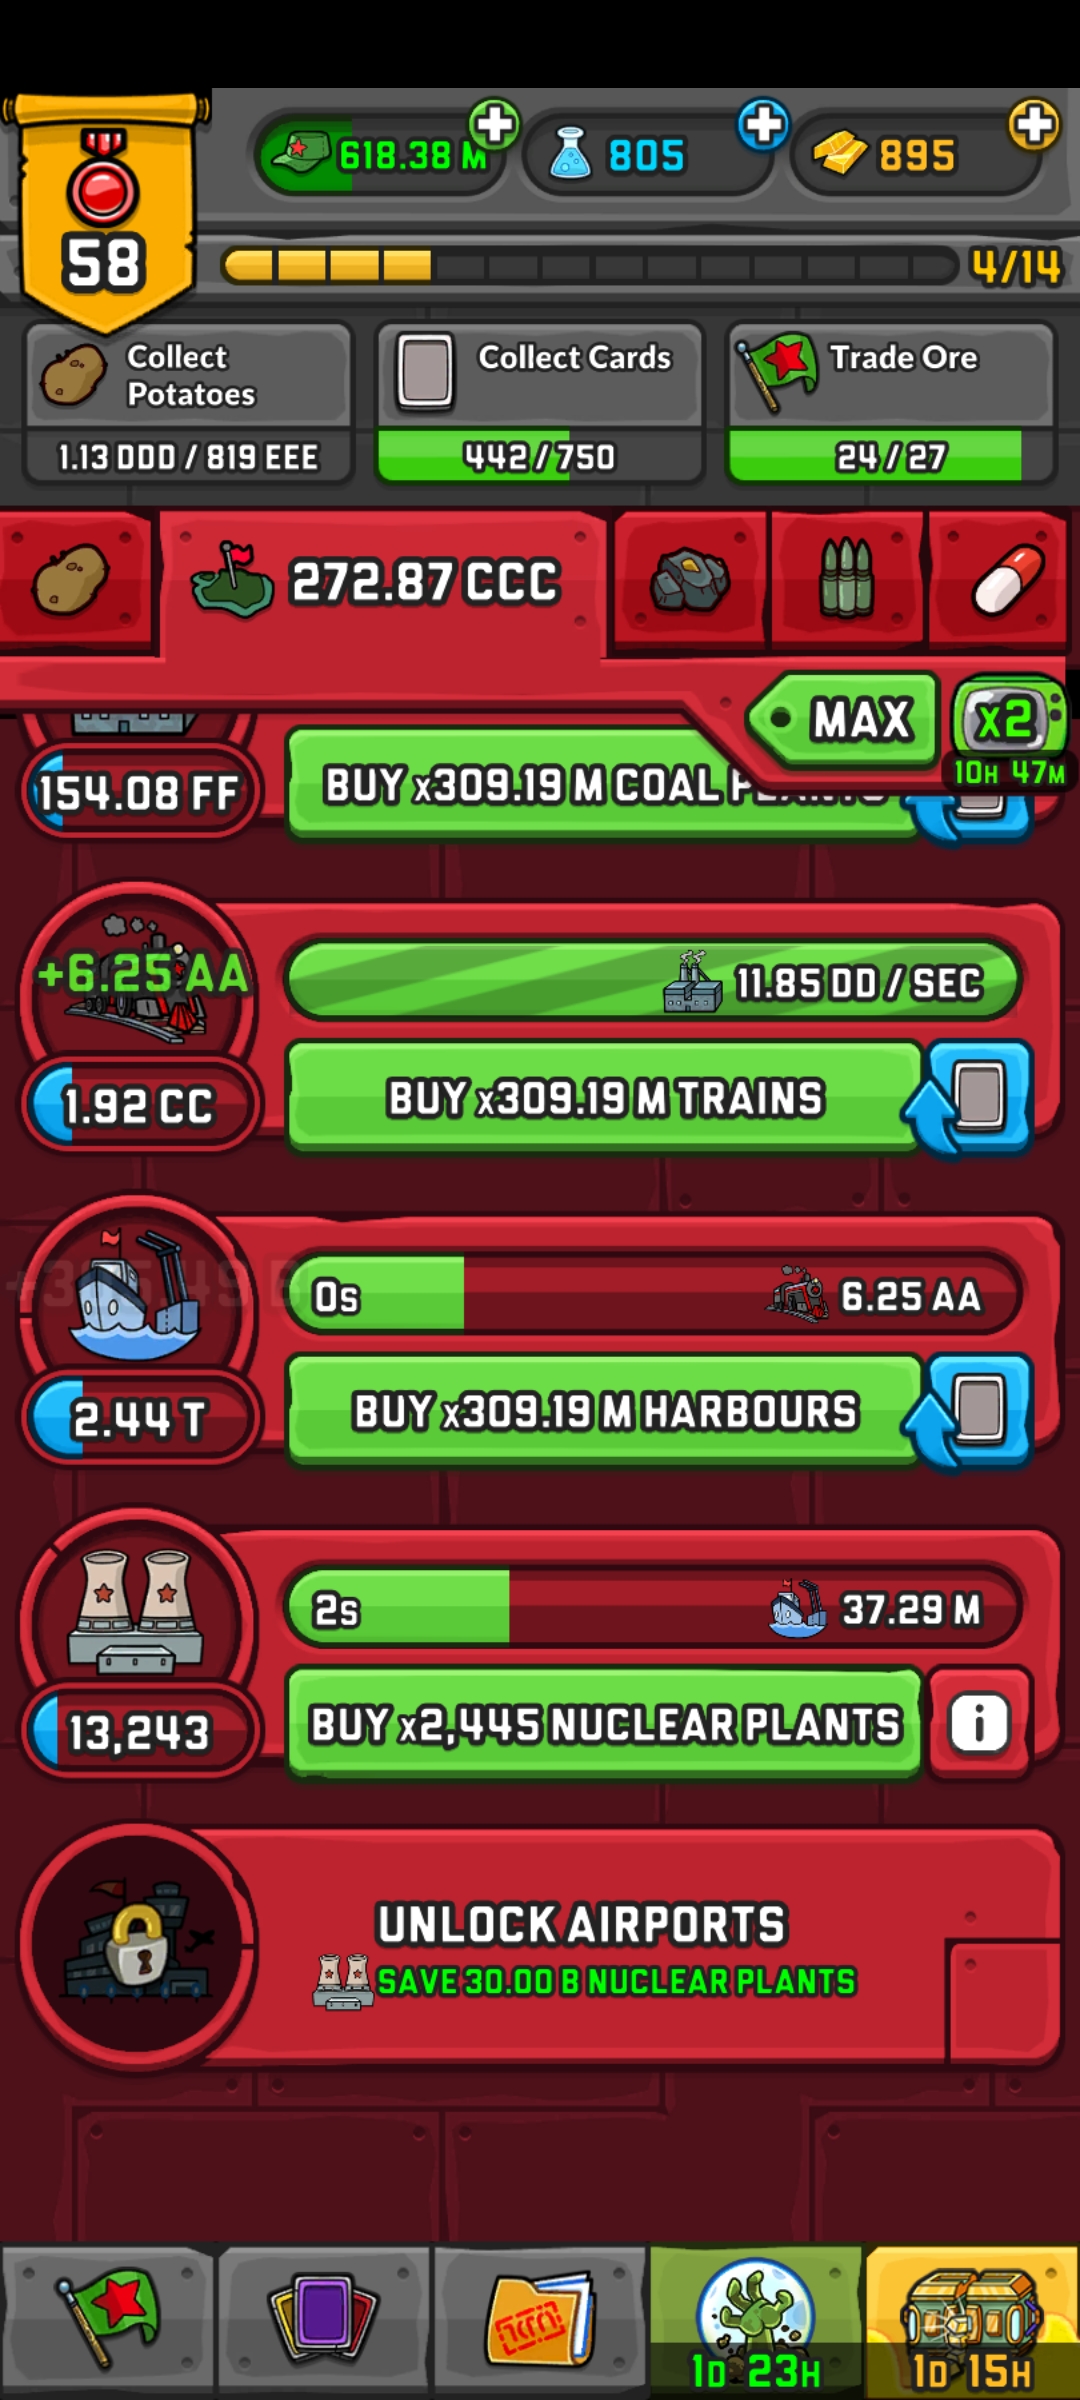 618.38 M
805
895
58
4/14
Collect
Potatoes
Collect Cards
Trade Ore
1.13 DDD / 819 EEE
442/750
24/27
272.87 CCC
MAX
x2
10H 47M
154.08 FF
BUY x309.19 M COAL PLANTS
+6.25 AA
11.85 DD / SEC
1.92 CC
BUY x309.19 M TRAINS
0s
6.25 AA
2.44 T
BUY x309.19 M HARBOURS
2s
37.29 M
13,243
BUY x2,445 NUCLEAR PLANTS
i
UNLOCK AIRPORTS
SAVE 30.00 B NUCLEAR PLANTS
1D 23H
1D 15H